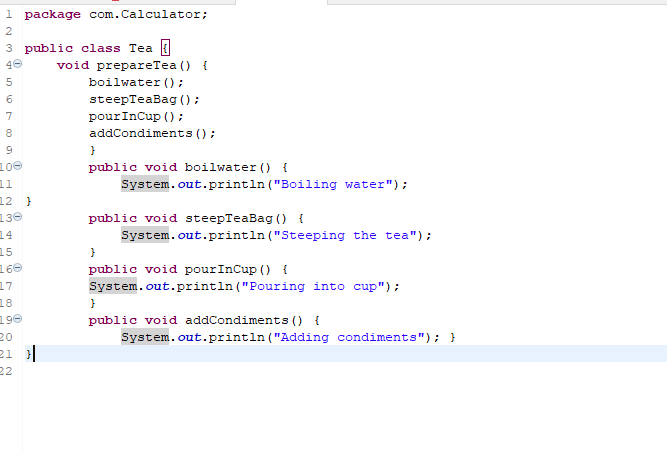 1 package com.Calculator;
2
3 public class Tea {
4 void prepareTea() {
5 boilwater();
6 steepTeaBag();
7 pourInCup();
8 addCondiments();
9 }
10 public void boilwater() {
11 System.out.println("Boiling water");
12 }
13 public void steepTeaBag() {
14 System.out.println("Steeping the tea");
15 }
16 public void pourInCup() {
17 System.out.println("Pouring into cup");
18 }
19 public void addCondiments() {
20 System.out.println("Adding condiments"); }
21 }
22